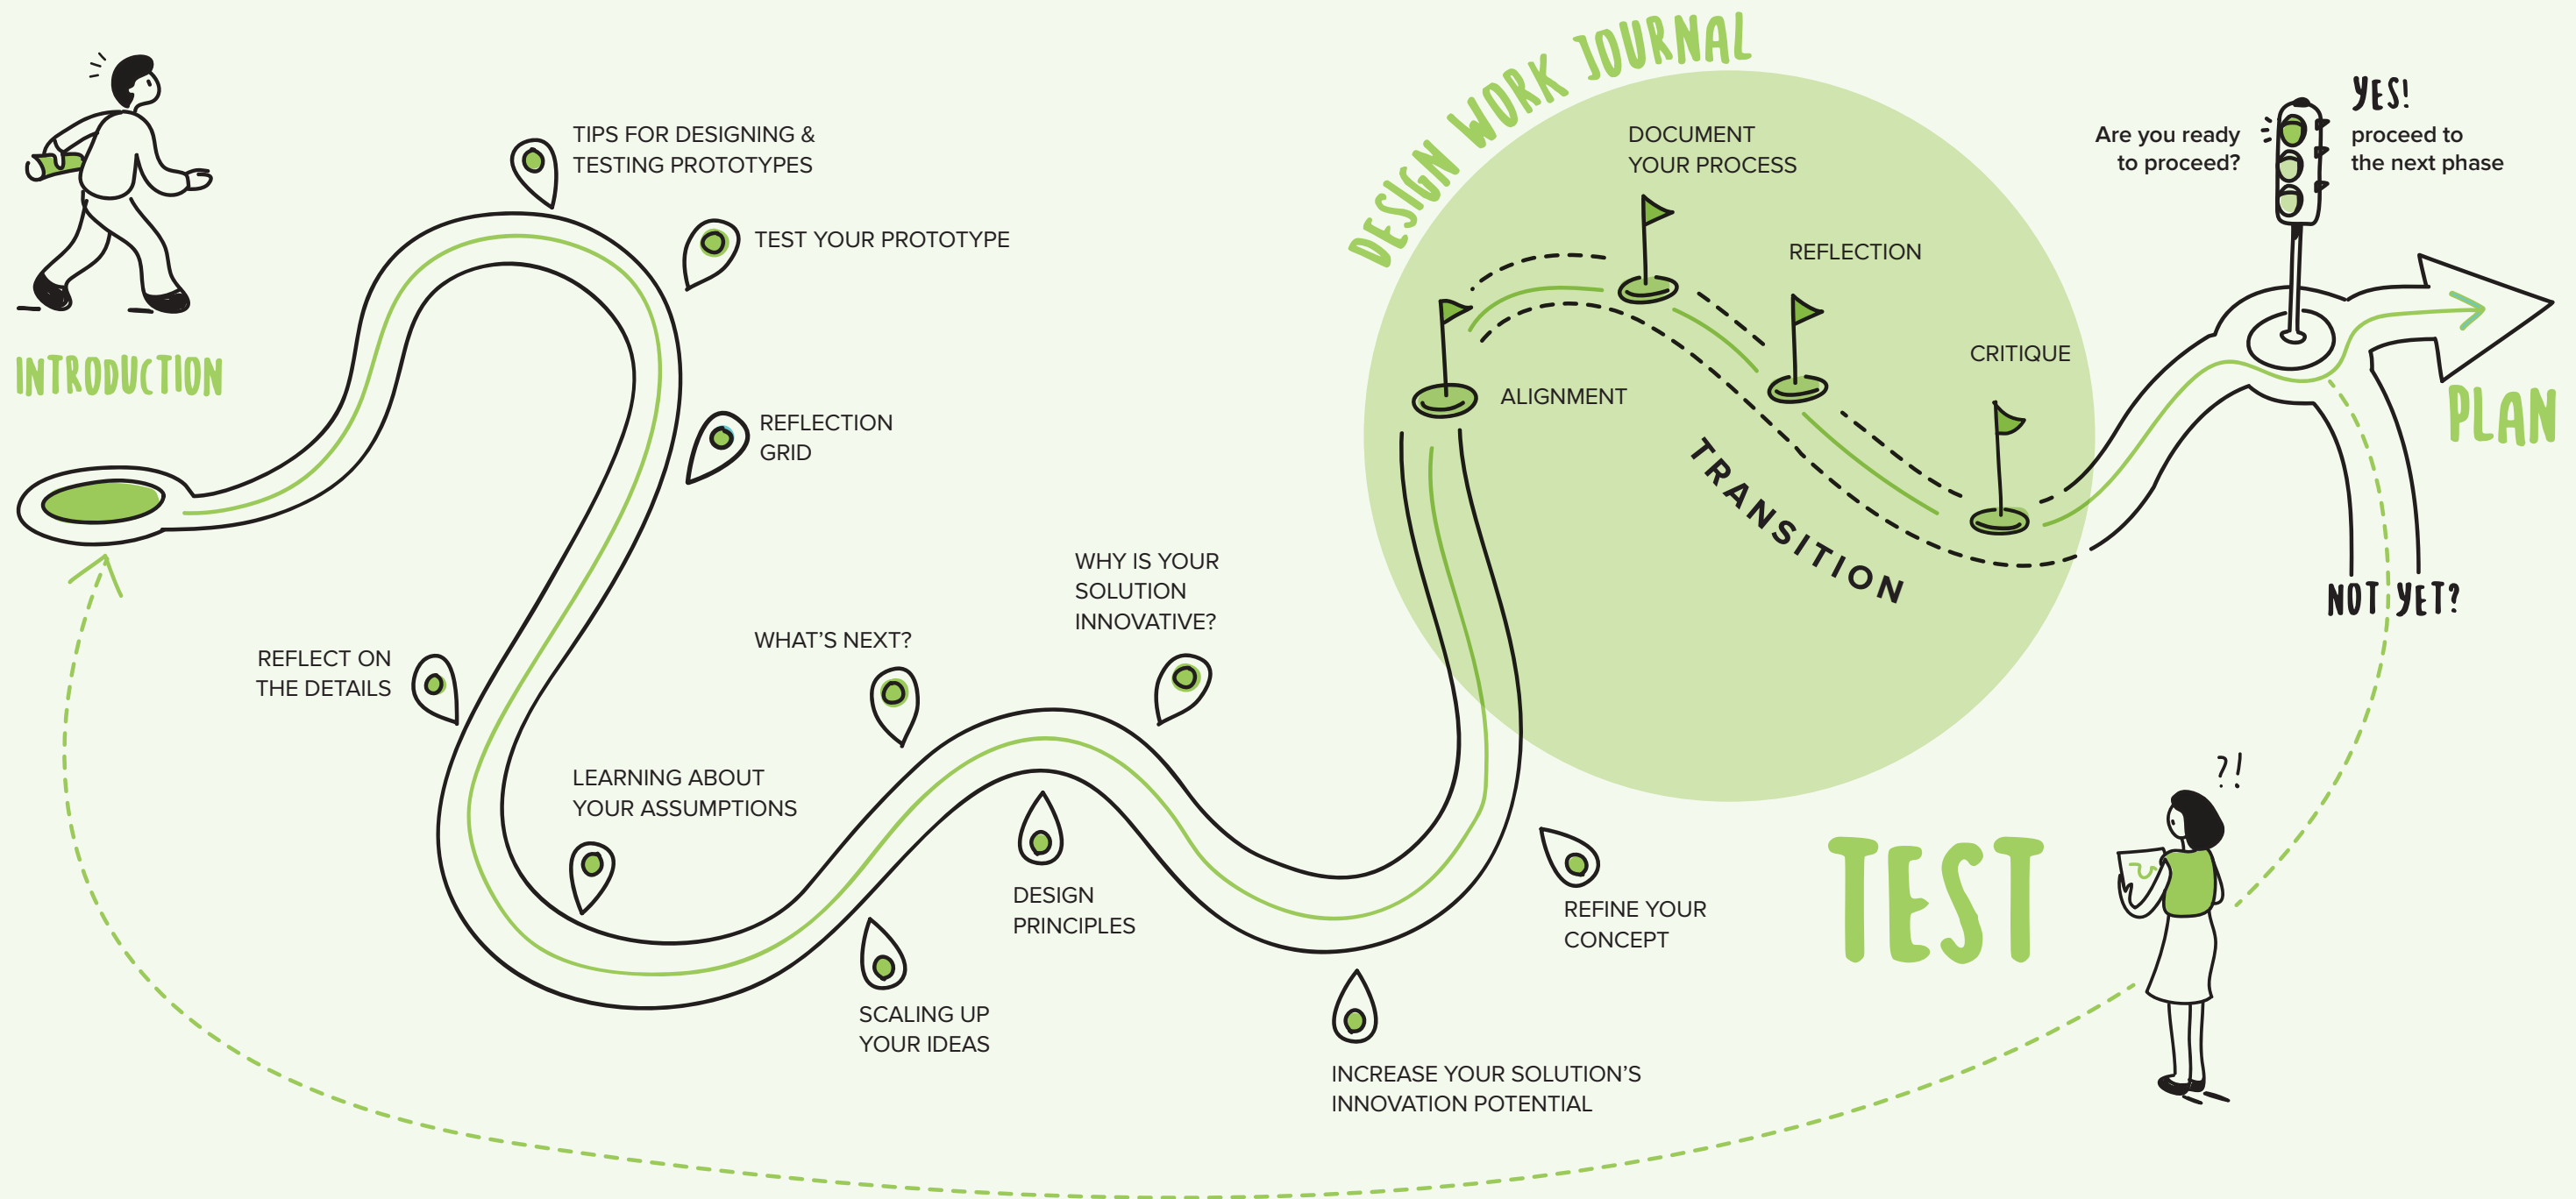 INTRODUCTION
TIPS FOR DESIGNING &
TESTING PROTOTYPES
TEST YOUR PROTOTYPE
REFLECTION
GRID
REFLECT ON
THE DETAILS
LEARNING ABOUT
YOUR ASSUMPTIONS
WHAT'S NEXT?
SCALING UP
YOUR IDEAS
WHY IS YOUR
SOLUTION
INNOVATIVE?
DESIGN
PRINCIPLES
INCREASE YOUR SOLUTION'S
INNOVATION POTENTIAL
REFINE YOUR
CONCEPT
DESIGN WORK JOURNAL
ALIGNMENT
DOCUMENT
YOUR PROCESS
REFLECTION
CRITIQUE
TRANSITION
Are you ready
to proceed?
YES!
proceed to
the next phase
PLAN
NOT YET?
?!
TEST